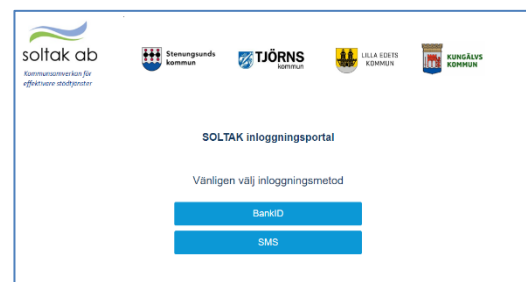 soltak ab
Kommunsamverkan för
effektivare stödtjänster
Stenungsunds
kommun
TJÖRNS
kommun
LILLA EDETS
KOMMUN
KUNGÄLVS
KOMMUN
SOLTAK inloggningsportal
Vänligen välj inloggningsmetod
BankID
SMS